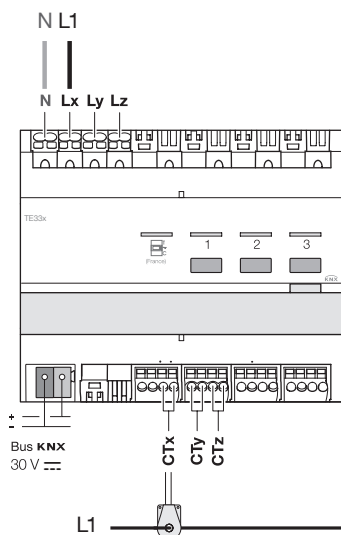 N L1
N Lx Ly Lz
TE33x
(France)
1 2 3
KNX
+
-
Bus KNX
30 V
CTx
CTy
CTz
L1